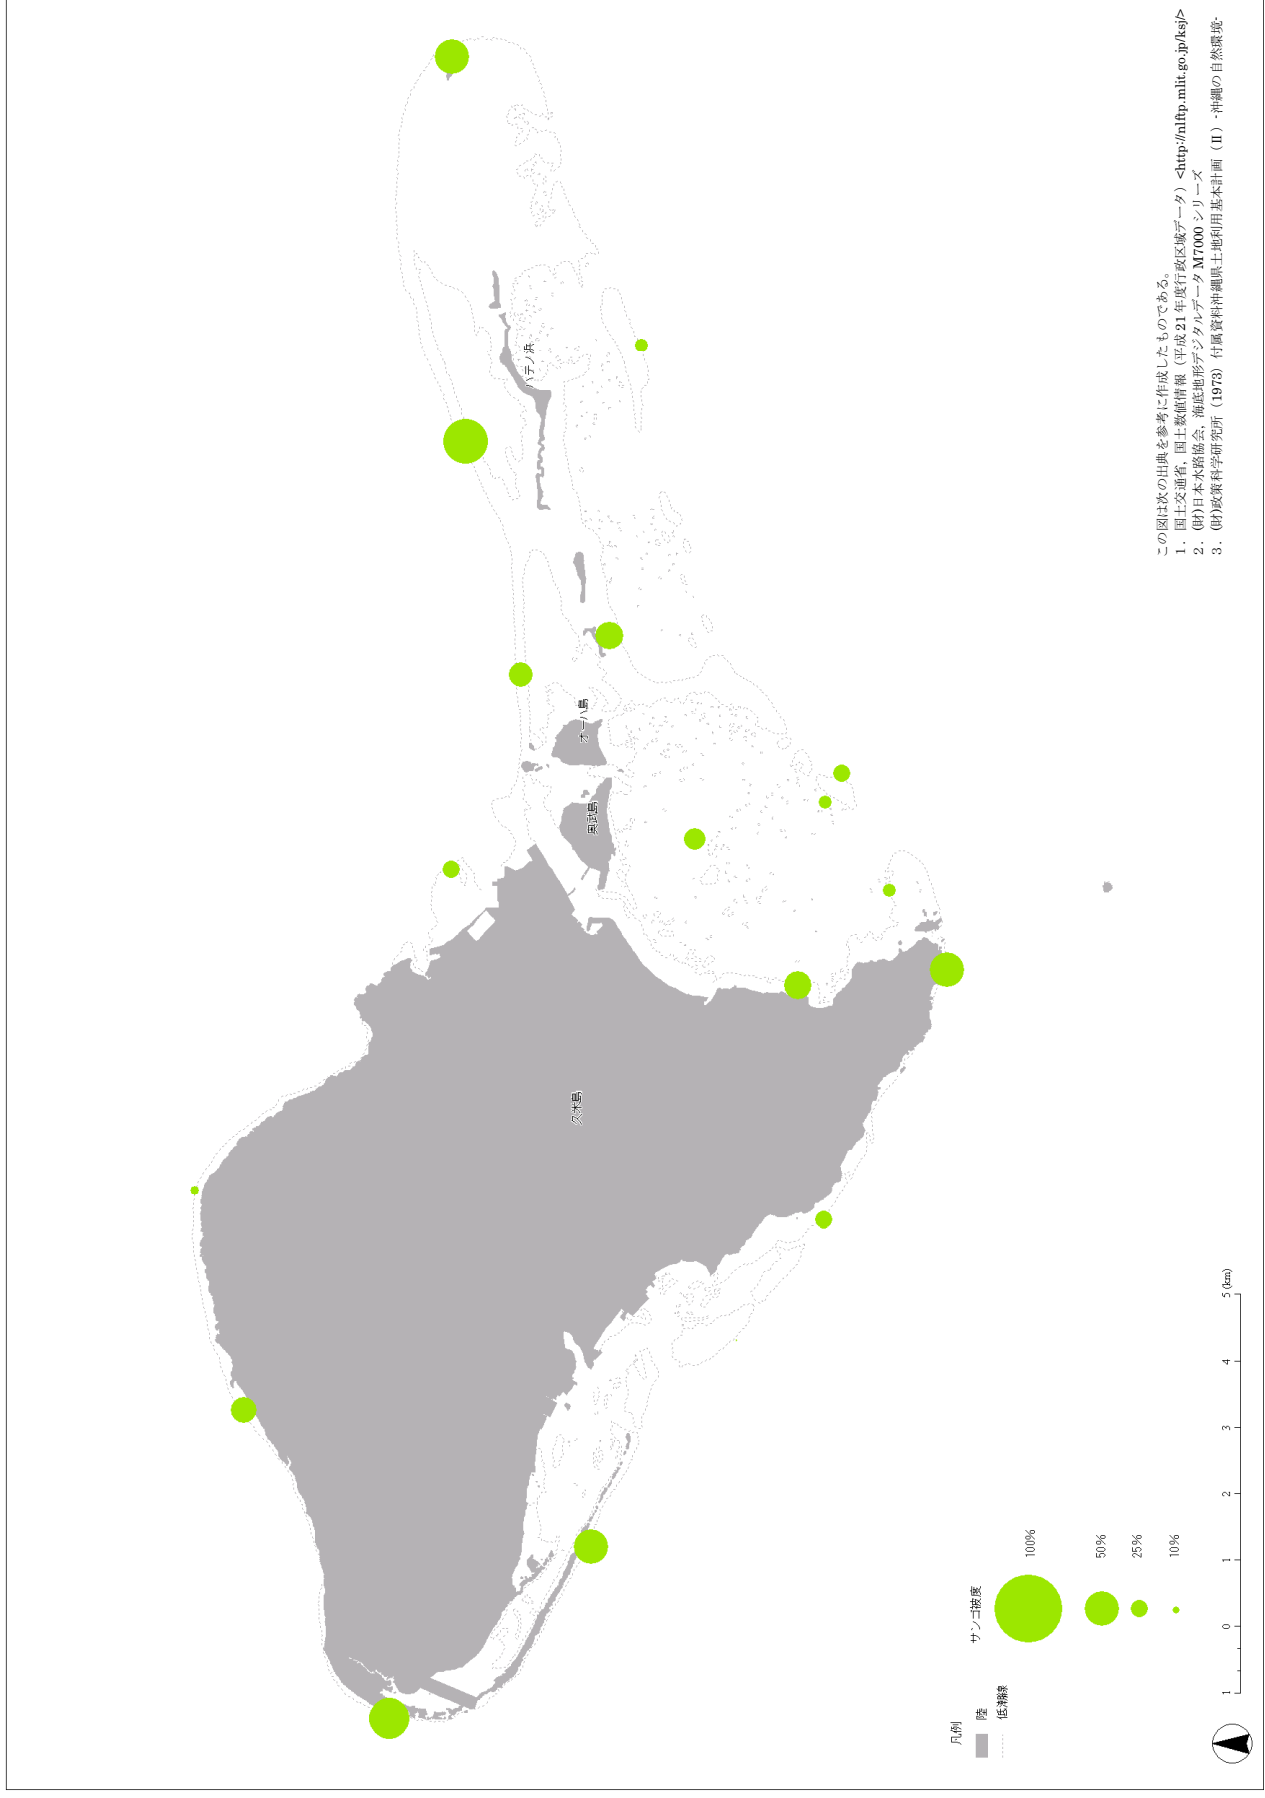 この図は次の出典を参考に作成したものである。
1．国土交通省，国土数値情報（平成 21 年度行政区域データ）<http://nlftp.mlit.go.jp/ksj/>
2．(財)日本水路協会，海底地形デジタルデータ M7000 シリーズ
3．(財)政策科学研究所（1973）付属資料沖縄県土地利用基本計画（II）-沖縄の自然環境-
ハテノ浜
オーハ島
奥武島
久米島
凡例
陸
低潮線
サンゴ被度
100%
50%
25%
10%
1 0 1 2 3 4 5 (km)